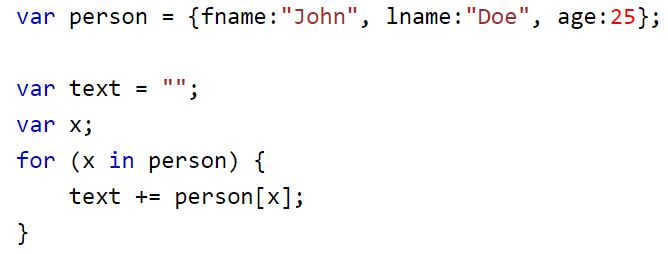 var person = {fname:"John", lname:"Doe", age:25};
var text = "";
var x;
for (x in person) {
    text += person[x];
}